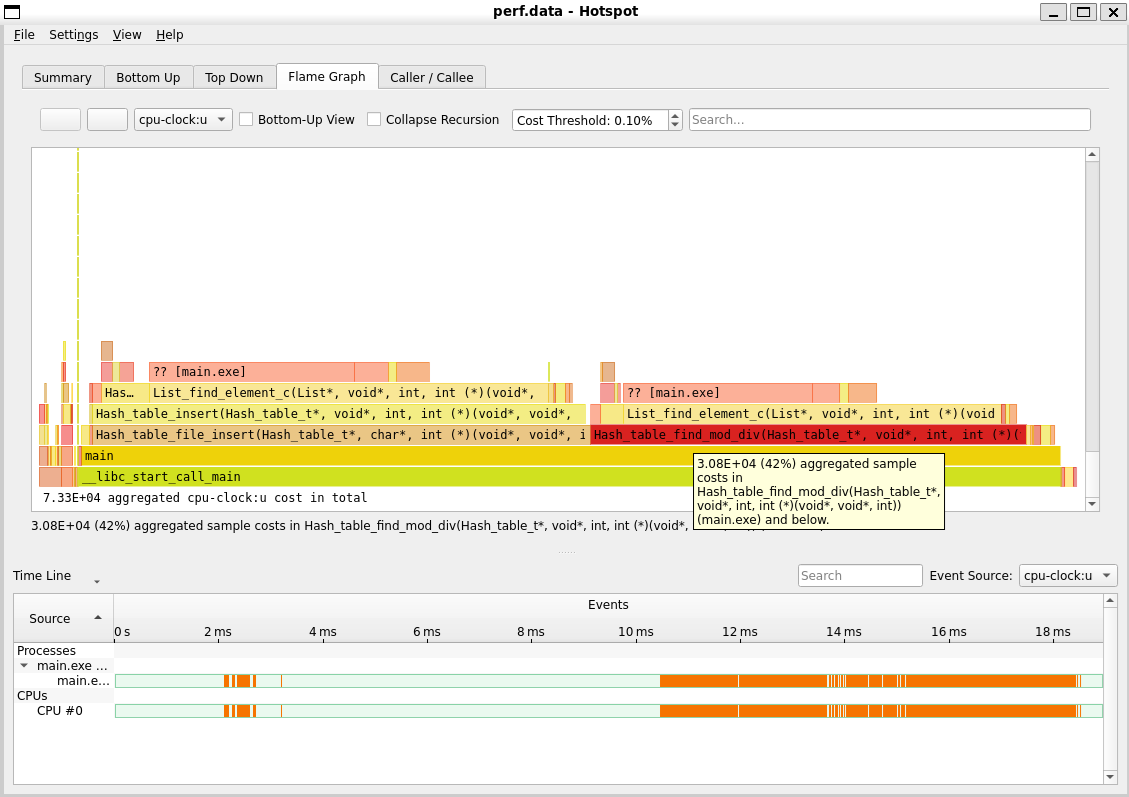 perf.data - Hotspot
File Settings View Help
Summary Bottom Up Top Down Flame Graph Caller / Callee
cpu-clock:u Bottom-Up View Collapse Recursion Cost Threshold: 0.10% Search...
?? [main.exe]
Has… List_find_element_c(List*, void*, int, int (*)(void*, ?? [main.exe]
Hash_table_insert(Hash_table_t*, void*, int, int (*)(void*, void*, List_find_element_c(List*, void*, int, int (*)(void
Hash_table_file_insert(Hash_table_t*, char*, int (*)(void*, void*, i Hash_table_find_mod_div(Hash_table_t*, void*, int, int (*)(
main
__libc_start_call_main
7.33E+04 aggregated cpu-clock:u cost in total
3.08E+04 (42%) aggregated sample
costs in
Hash_table_find_mod_div(Hash_table_t*,
void*, int, int (*)(void*, void*, int))
(main.exe) and below.
3.08E+04 (42%) aggregated sample costs in Hash_table_find_mod_div(Hash_table_t*, void*, int, int (*)(void*,
Time Line Search Event Source: cpu-clock:u
Source Events
0 s 2 ms 4 ms 6 ms 8 ms 10 ms 12 ms 14 ms 16 ms 18 ms
Processes
main.exe ...
main.e...
CPUs
CPU #0